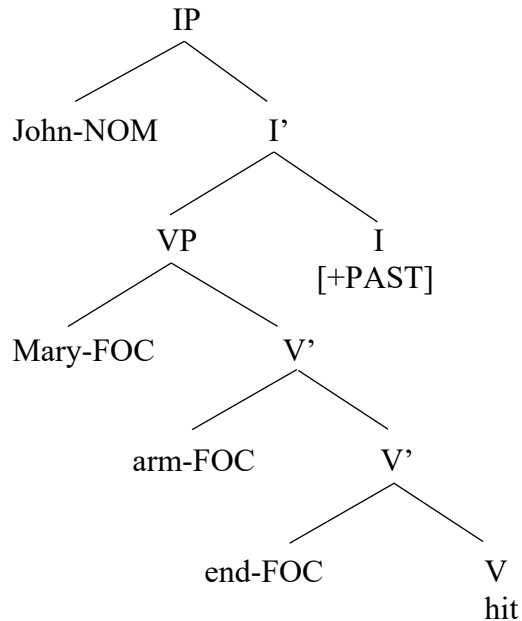 IP
John-NOM I’
VP I
[+PAST]
Mary-FOC V’
arm-FOC V’
end-FOC V
hit